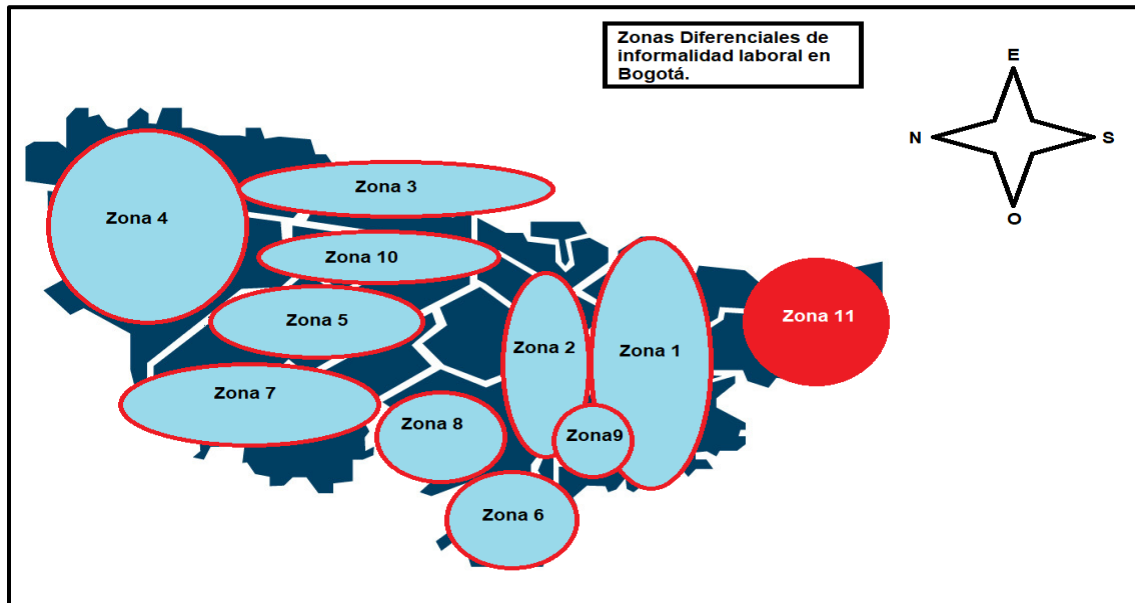 Zonas Diferenciales de
informalidad laboral en
Bogotá.
E
N
S
O
Zona 3
Zona 4
Zona 10
Zona 5
Zona 11
Zona 2
Zona 1
Zona 7
Zona 8
Zona9
Zona 6